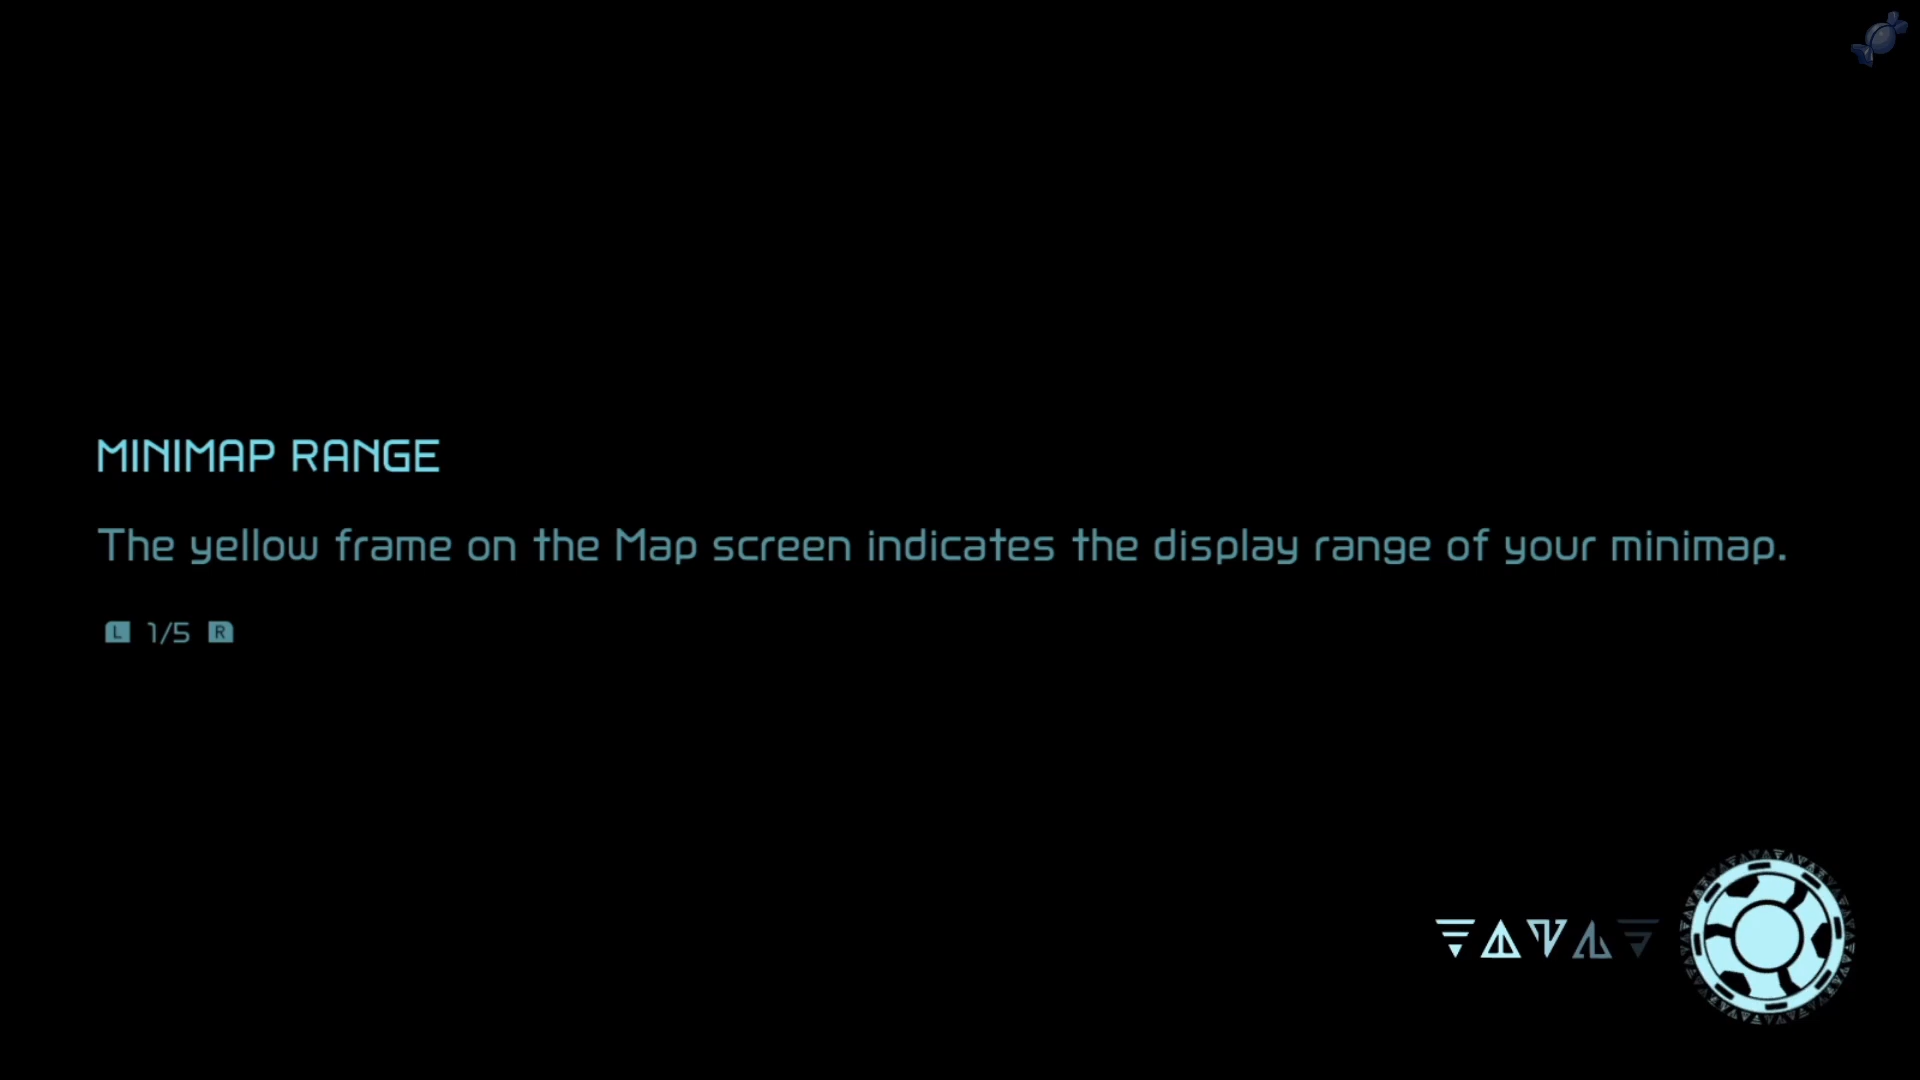 MINIMAP RANGE
The yellow frame on the Map screen indicates the display range of your minimap.
L 1/5 R